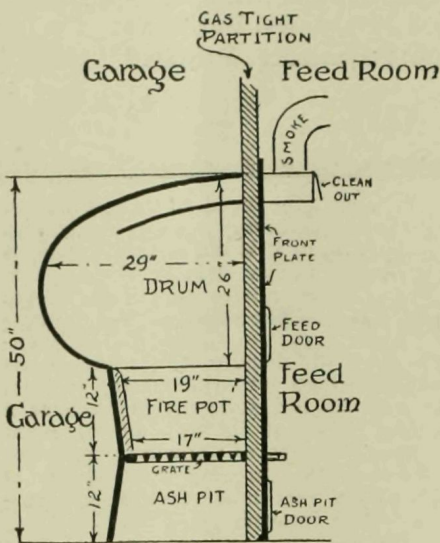 GAS TIGHT
PARTITION
Garage
Feed Room
SMOKE
CLEAN
OUT
FRONT
PLATE
29"
DRUM
26"
50"
FEED
DOOR
19"
Feed
Room
12"
FIRE POT
Garage
17"
GRATE
12"
ASH PIT
ASH PIT
DOOR